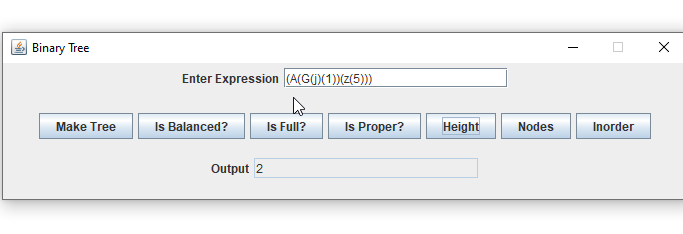 Binary Tree
Enter Expression (A(G(j)(1))(z(5)))
Make Tree Is Balanced? Is Full? Is Proper? Height Nodes Inorder
Output 2